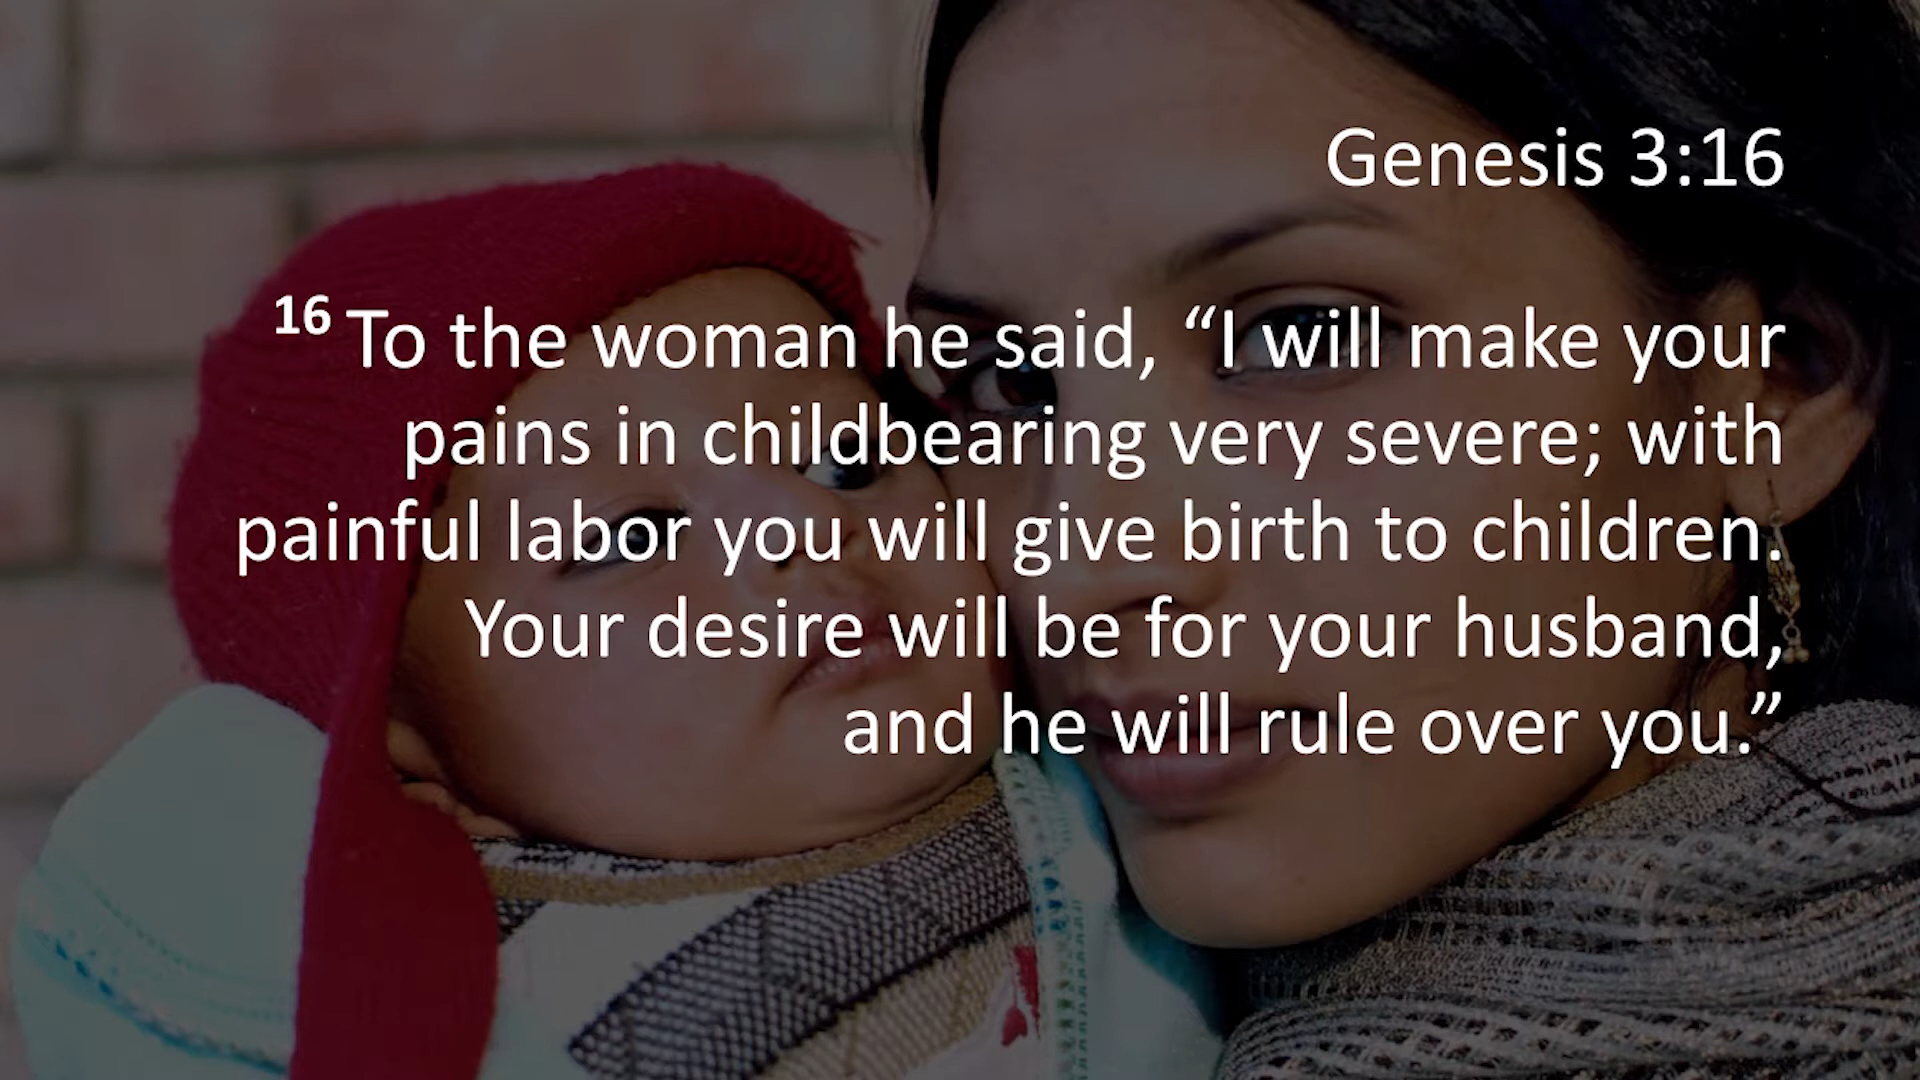 Genesis 3:16
16 To the woman he said, “I will make your
pains in childbearing very severe; with
painful labor you will give birth to children.
Your desire will be for your husband,
and he will rule over you.”